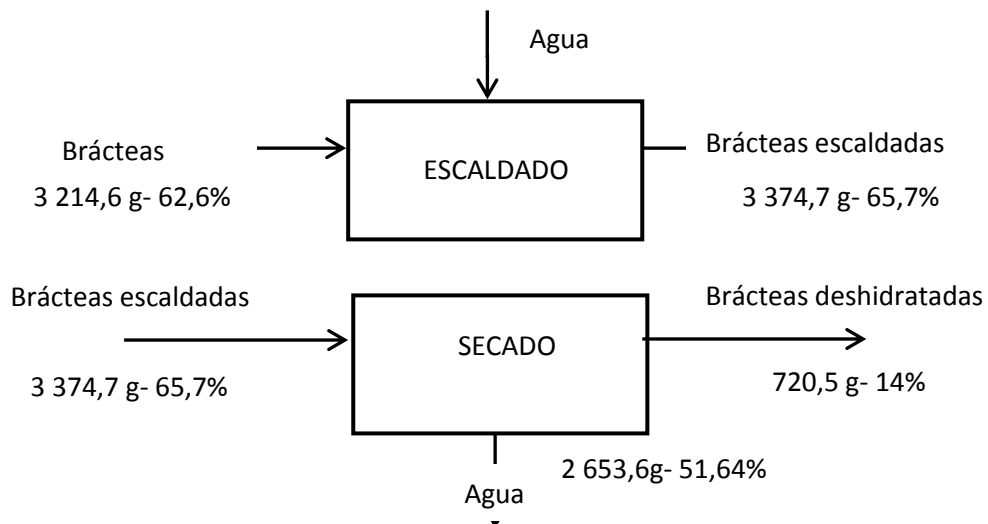 Agua
Brácteas
3 214,6 g- 62,6%
ESCALDADO
Brácteas escaldadas
3 374,7 g- 65,7%
Brácteas escaldadas
3 374,7 g- 65,7%
SECADO
Brácteas deshidratadas
720,5 g- 14%
2 653,6g- 51,64%
Agua